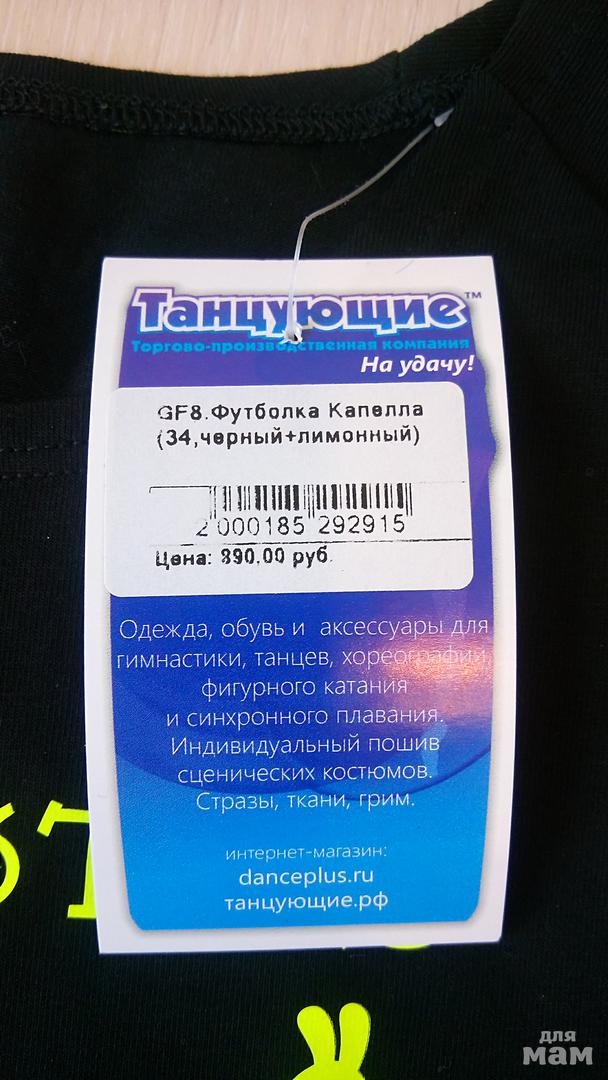 Танцующие™
Торгово-производственная компания
На удачу!
GF8.Футболка Капелла
(34,черный+лимонный)
2 000185 292915
Цена: 890.00 руб.
Одежда, обувь и аксессуары для
гимнастики, танцев, хореографии,
фигурного катания
и синхронного плавания.
Индивидуальный пошив
сценических костюмов.
Стразы, ткани, грим.
интернет-магазин:
danceplus.ru
танцующие.рф
для
мам